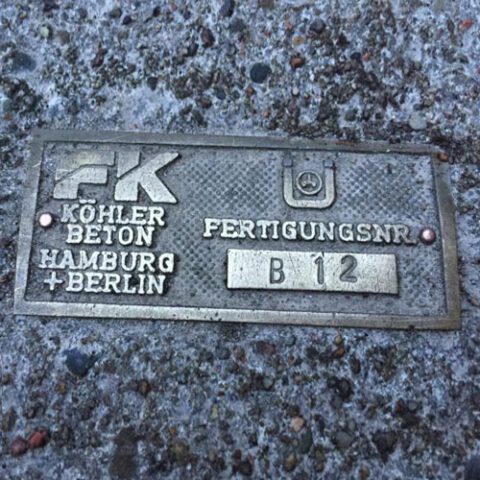 FK
KÖHLER
BETON
HAMBURG
+BERLIN
FERTIGUNGSNR.
B 12